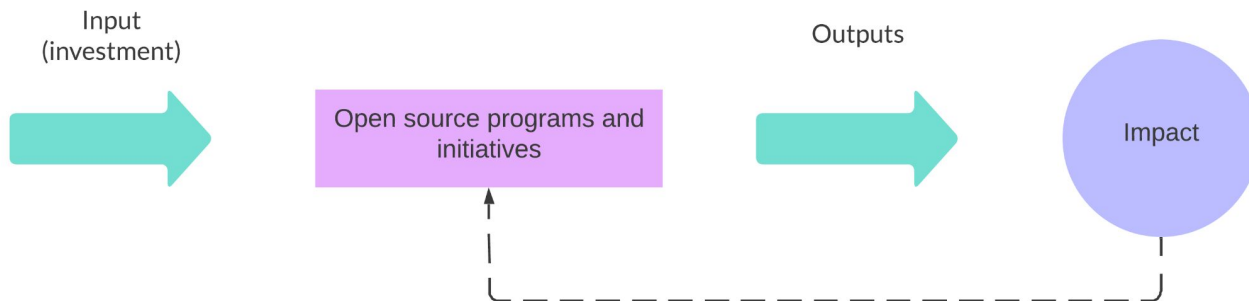 Input
(investment)
Outputs
Open source programs and
initiatives
Impact